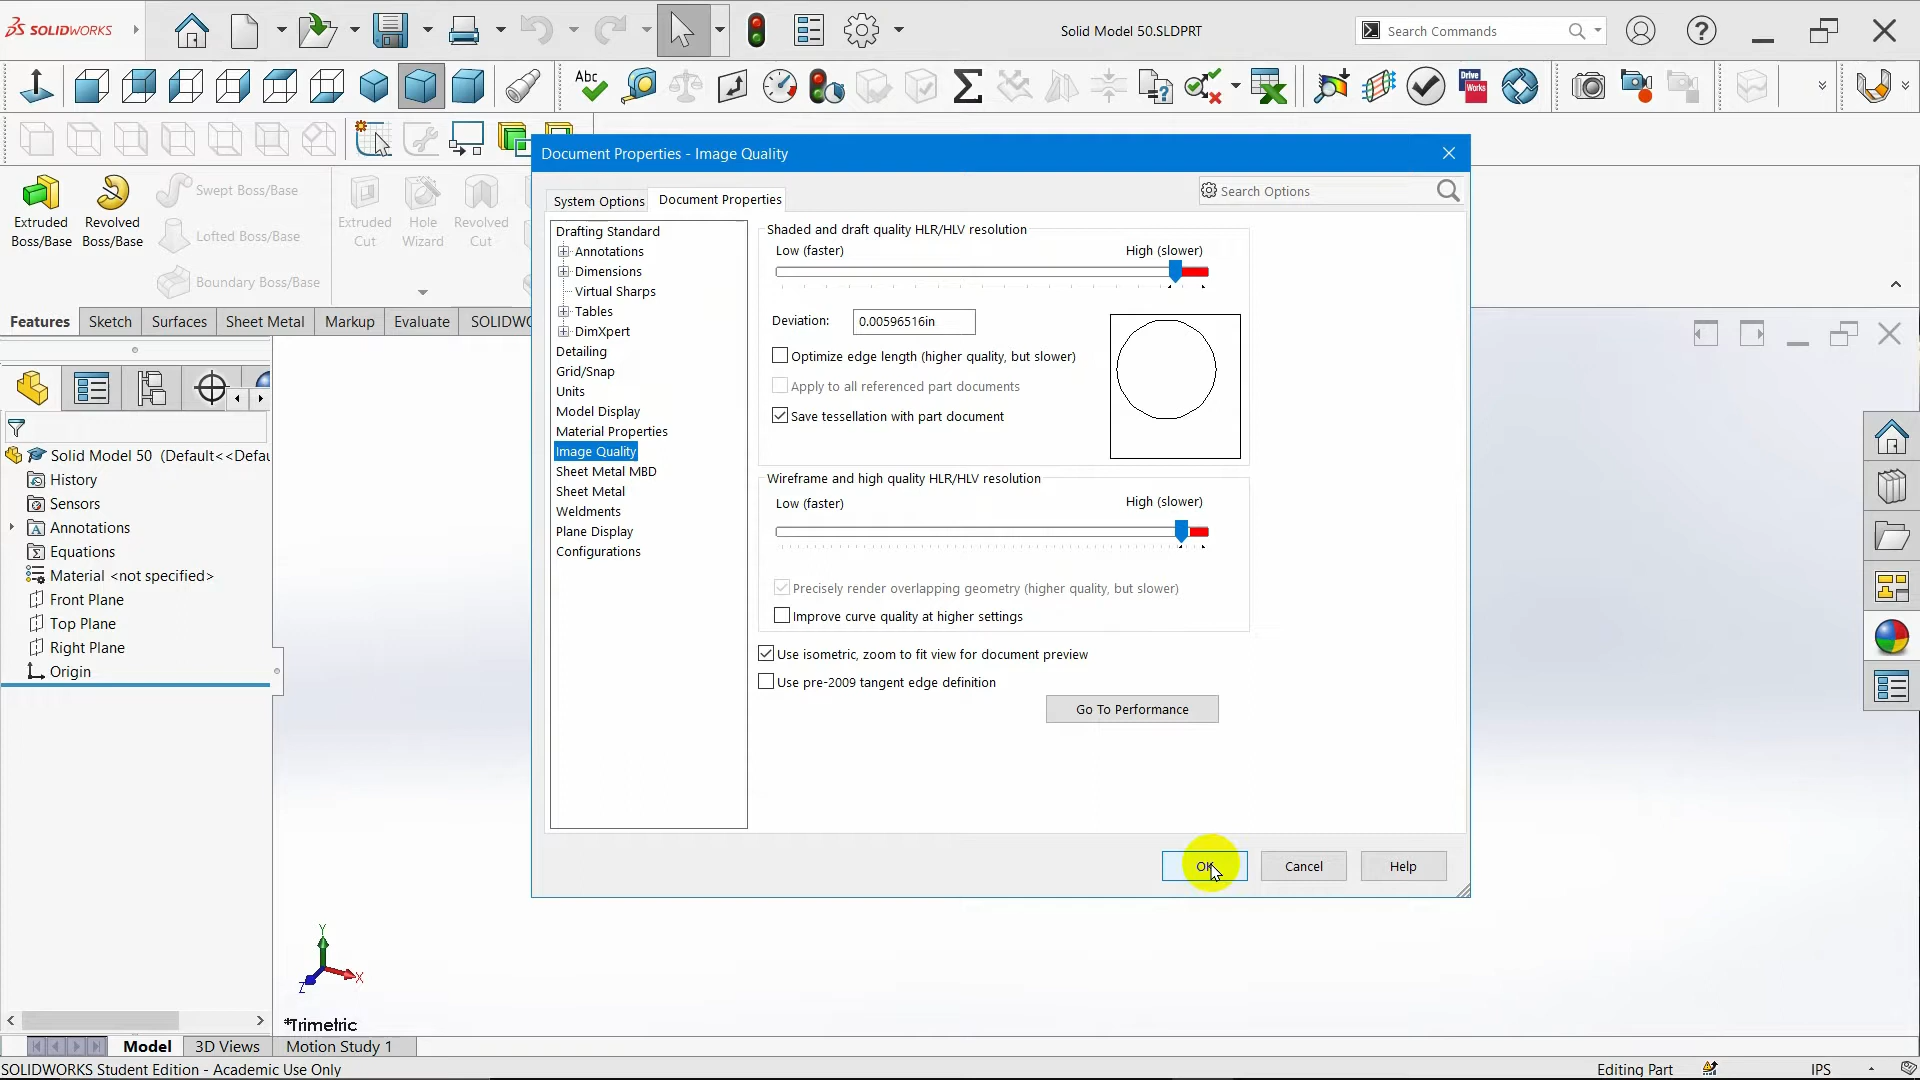 SOLIDWORKS
Solid Model 50.SLDPRT
Search Commands
Abc
Drive
Works
Document Properties - Image Quality
System Options
Document Properties
Search Options
Extruded
Boss/Base
Revolved
Boss/Base
Swept Boss/Base
Lofted Boss/Base
Boundary Boss/Base
Extruded
Cut
Hole
Wizard
Revolved
Cut
Features
Sketch
Surfaces
Sheet Metal
Markup
Evaluate
SOLIDWO
Drafting Standard
Annotations
Dimensions
Virtual Sharps
Tables
DimXpert
Detailing
Grid/Snap
Units
Model Display
Material Properties
Image Quality
Sheet Metal MBD
Sheet Metal
Weldments
Plane Display
Configurations
Shaded and draft quality HLR/HLV resolution
Low (faster)
High (slower)
Deviation:
0.00596516in
Optimize edge length (higher quality, but slower)
Apply to all referenced part documents
Save tessellation with part document
Wireframe and high quality HLR/HLV resolution
Low (faster)
High (slower)
Precisely render overlapping geometry (higher quality, but slower)
Improve curve quality at higher settings
Use isometric, zoom to fit view for document preview
Use pre-2009 tangent edge definition
Go To Performance
OK
Cancel
Help
Solid Model 50 (Default<<Defau
History
Sensors
Annotations
Equations
Material <not specified>
Front Plane
Top Plane
Right Plane
Origin
Y
X
Z
*Trimetric
Model
3D Views
Motion Study 1
SOLIDWORKS Student Edition - Academic Use Only
Editing Part
IPS